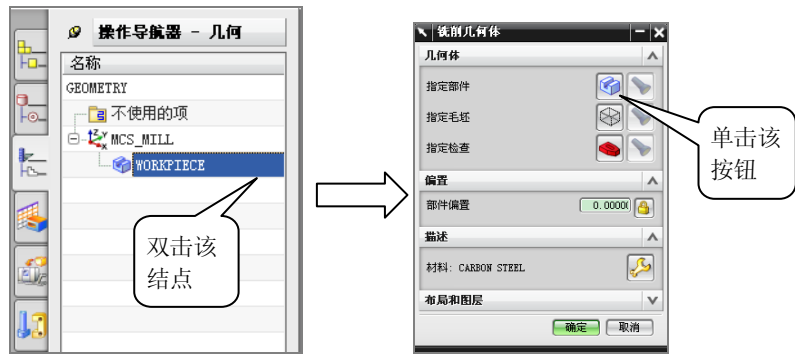 操作导航器 - 几何
名称
GEOMETRY
不使用的项
MCS_MILL
WORKPIECE
双击该
结点
铣削几何体
几何体
指定部件
指定毛坯
指定检查
单击该
按钮
偏置
部件偏置
0.0000
描述
材料: CARBON STEEL
布局和图层
确定
取消